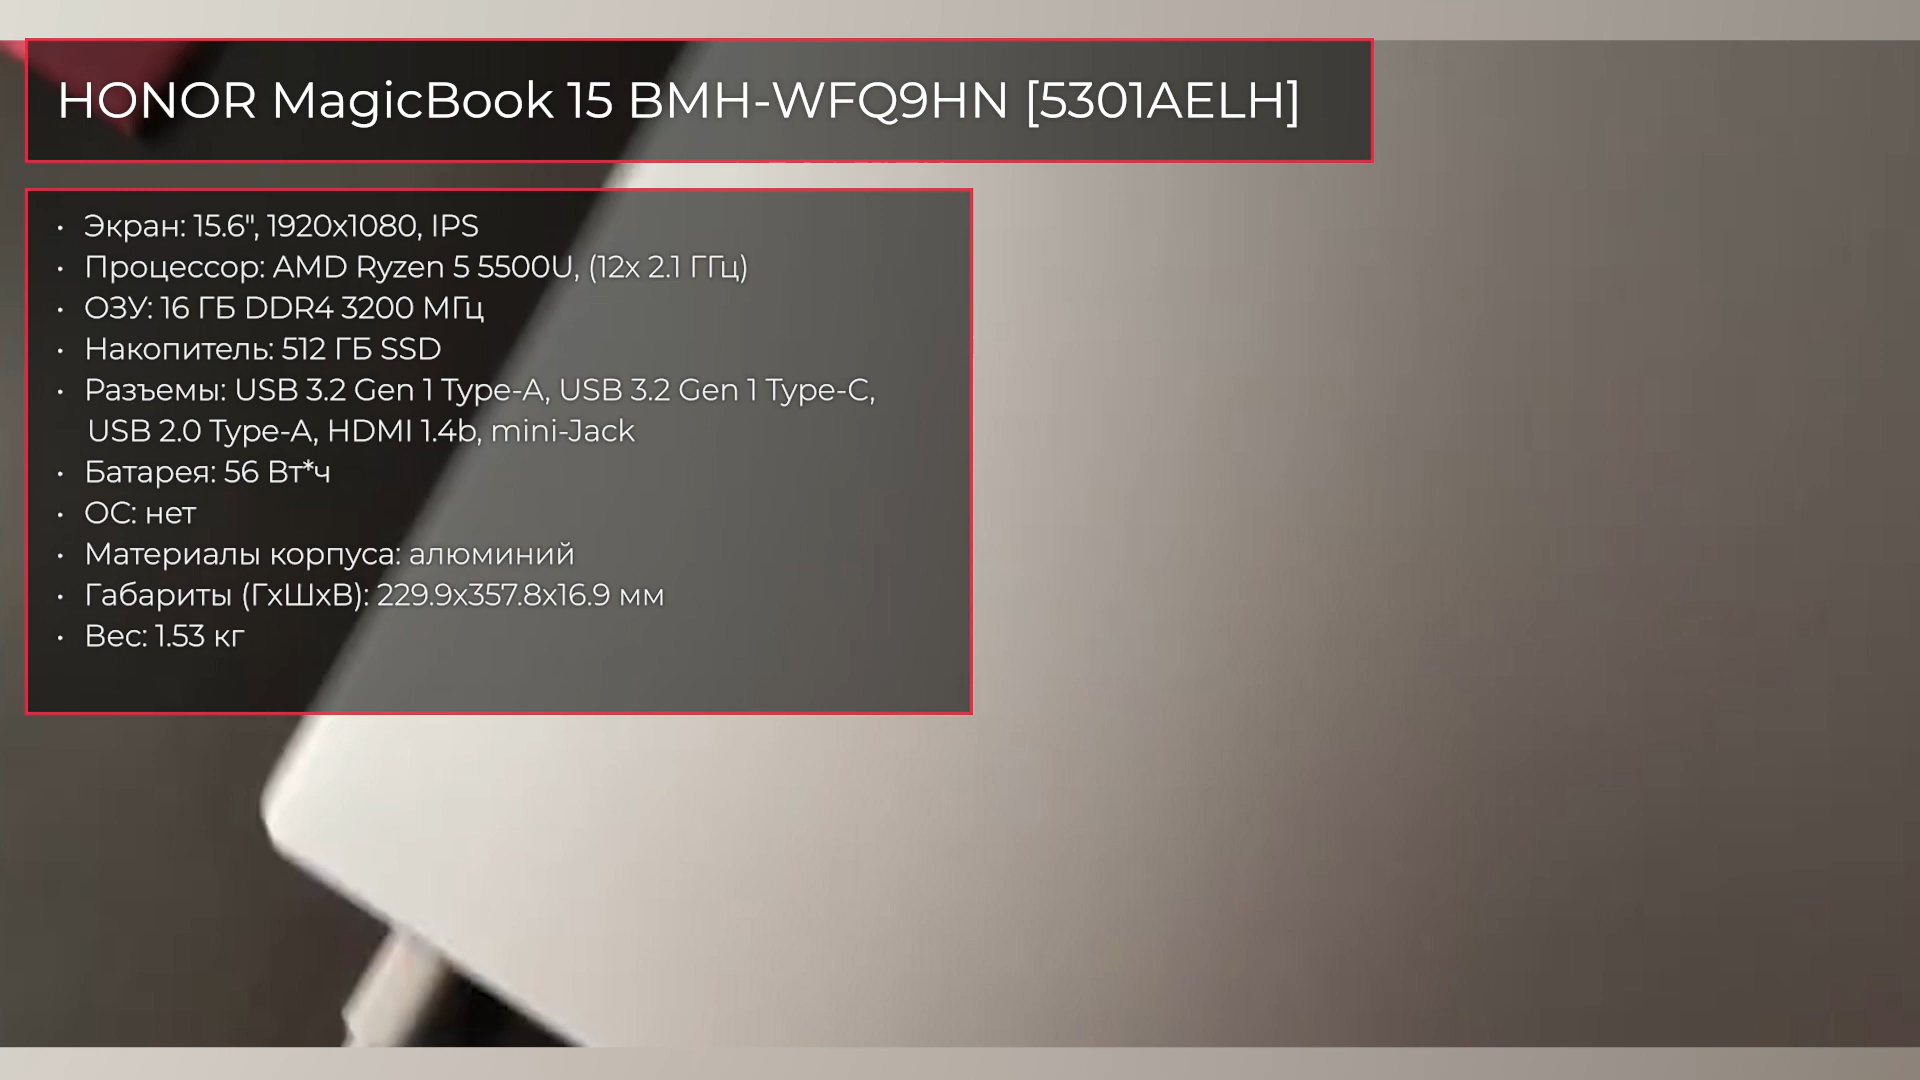 HONOR MagicBook 15 BMH-WFQ9HN [5301AELH]
• Экран: 15.6", 1920x1080, IPS
• Процессор: AMD Ryzen 5 5500U, (12x 2.1 ГГц)
• ОЗУ: 16 ГБ DDR4 3200 МГц
• Накопитель: 512 ГБ SSD
• Разъемы: USB 3.2 Gen 1 Type-A, USB 3.2 Gen 1 Type-C,
USB 2.0 Type-A, HDMI 1.4b, mini-Jack
• Батарея: 56 Вт*ч
• ОС: нет
• Материалы корпуса: алюминий
• Габариты (ГхШхВ): 229.9x357.8x16.9 мм
• Вес: 1.53 кг